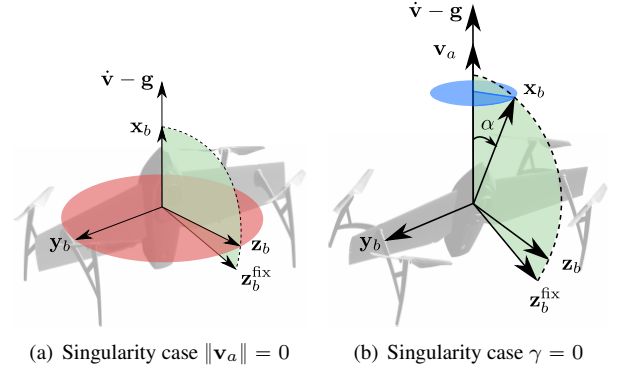 v̇ − g
x_b
y_b
z_b
z_b^fix
(a) Singularity case ‖v_a‖ = 0
v̇ − g
v_a
x_b
α
y_b
z_b
z_b^fix
(b) Singularity case γ = 0